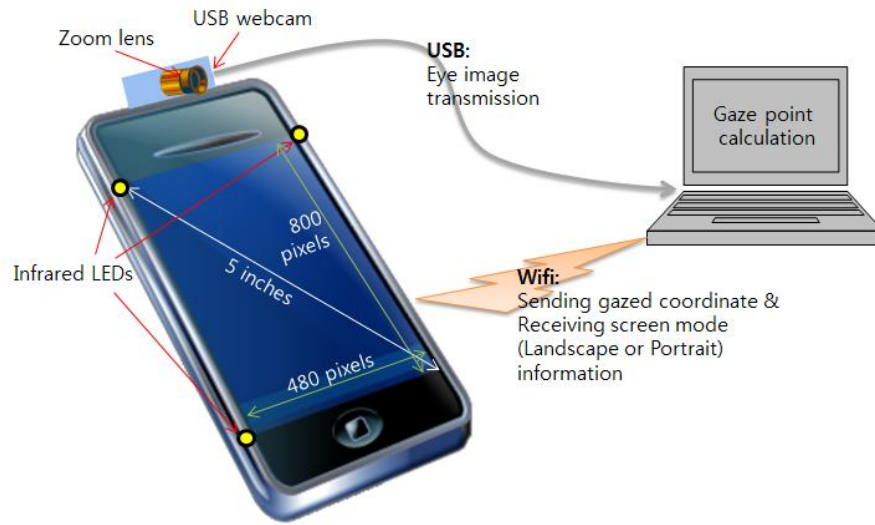 USB webcam
Zoom lens
USB:
Eye image
transmission
Gaze point
calculation
800
pixels
5 inches
Infrared LEDs
480 pixels
Wifi:
Sending gazed coordinate &
Receiving screen mode
(Landscape or Portrait)
information